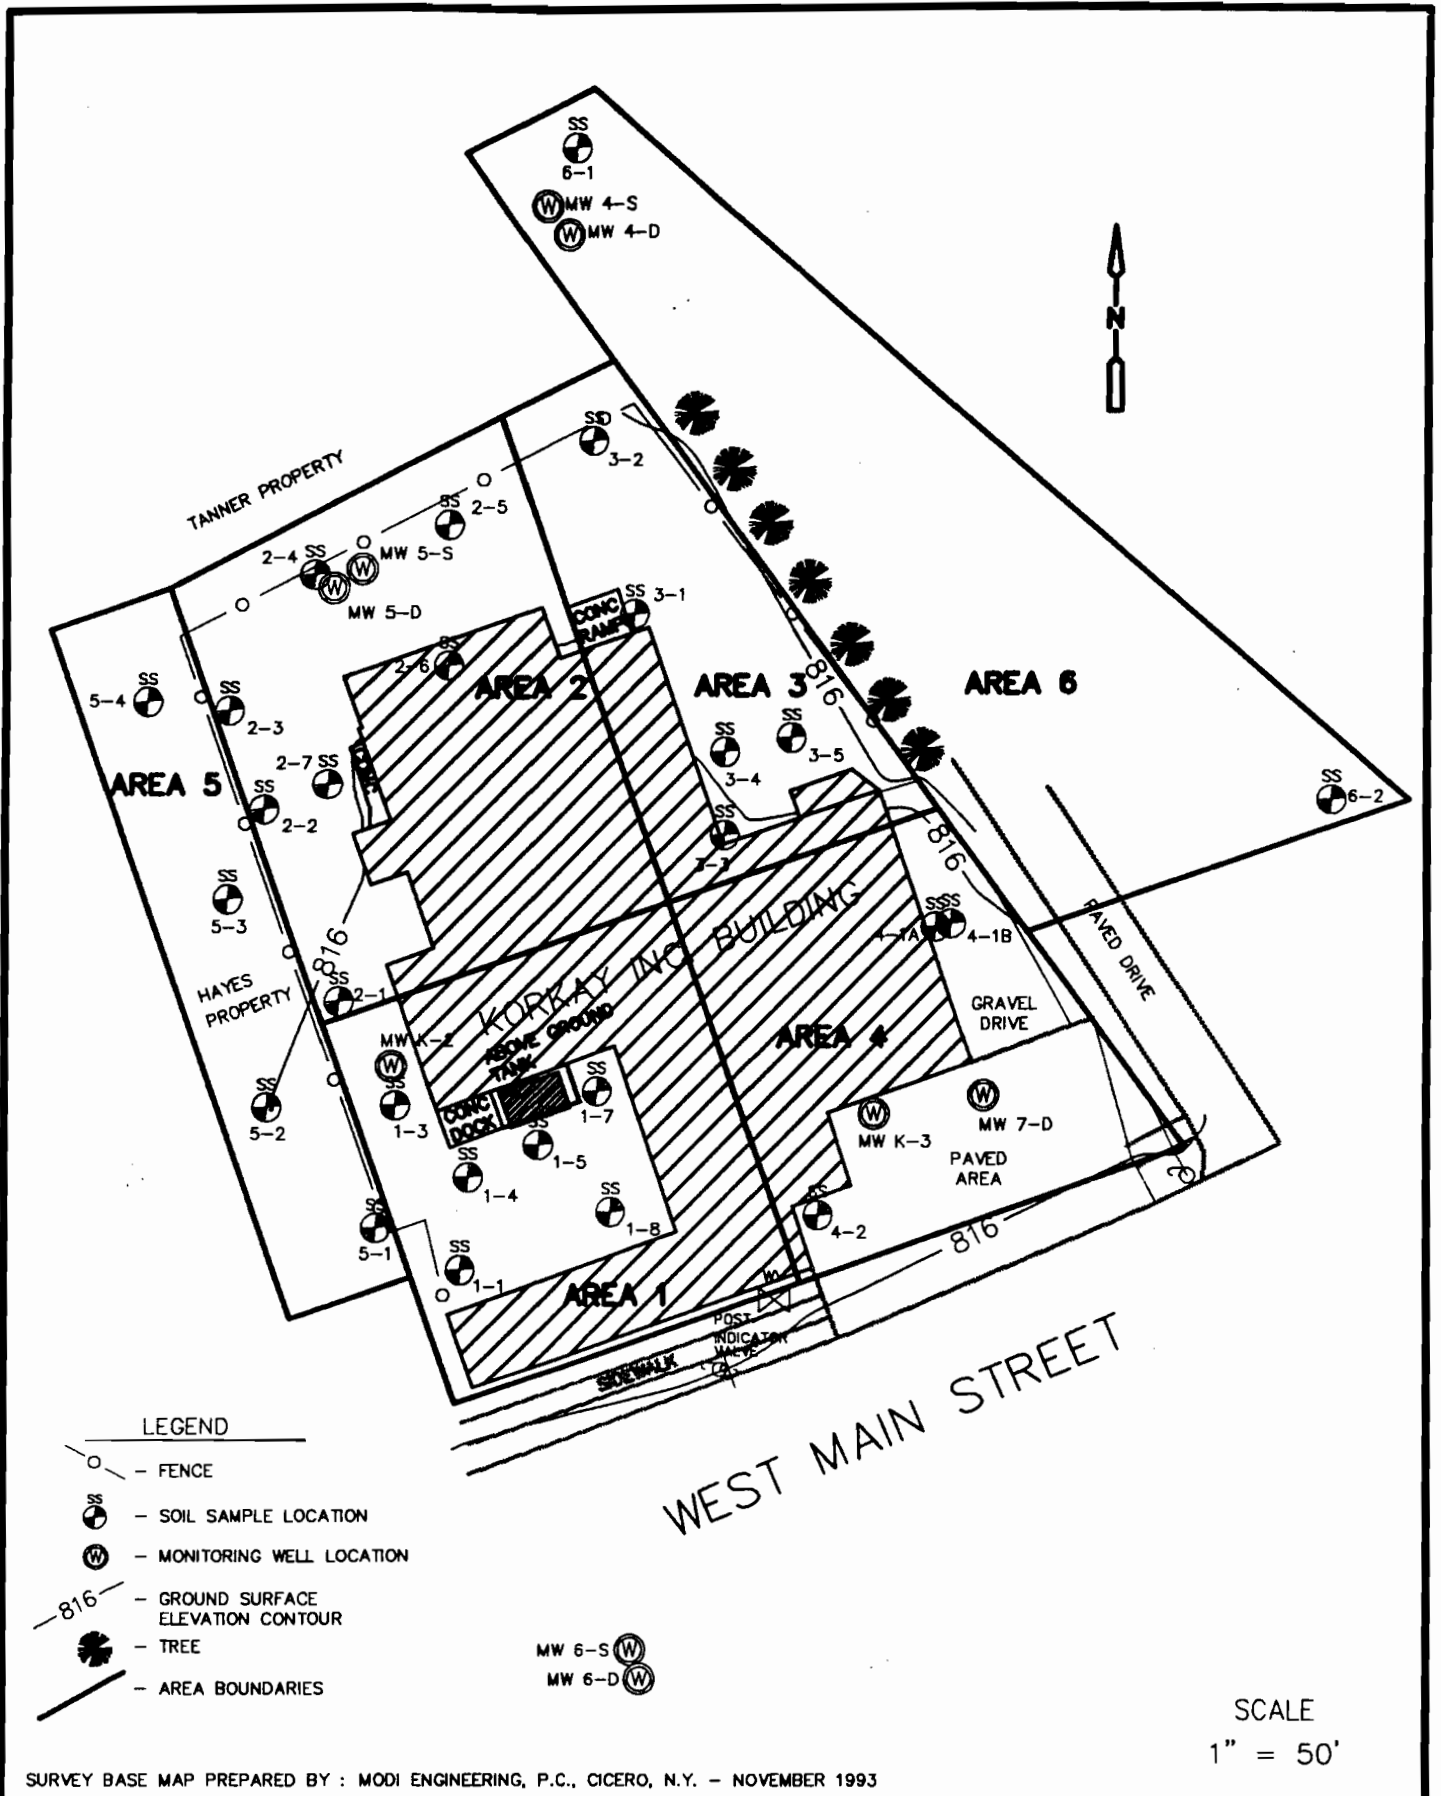 SS
6-1
MW 4-S
MW 4-D
N
SS
3-2
TANNER PROPERTY
SS
2-5
2-4 SS
MW 5-S
MW 5-D
SS
3-1
CONC
RAMP
SS
2-6
AREA 2
AREA 3
816
AREA 6
SS
5-4
SS
2-3
2-7 SS
SS
3-4
SS
3-5
AREA 5
SS
2-2
SS
6-2
SS
3-3
816
SS
5-3
SS
4-1A
SS
4-1B
PAVED DRIVE
816
HAYES
PROPERTY
SS
2-1
KORKAY INC. BUILDING
GRAVEL
DRIVE
MW K-2
ABOVE GROUND
TANK
AREA 4
SS
5-2
SS
1-3
CONC
DOCK
SS
1-7
MW K-3
MW 7-D
SS
1-5
PAVED
AREA
SS
1-4
SS
5-1
SS
1-8
SS
4-2
816
SS
1-1
AREA 1
POST
INDICATOR
VALVE
SIDEWALK
WEST MAIN STREET
LEGEND
- FENCE
SS
- SOIL SAMPLE LOCATION
W
- MONITORING WELL LOCATION
816
- GROUND SURFACE
ELEVATION CONTOUR
- TREE
- AREA BOUNDARIES
MW 6-S W
MW 6-D W
SCALE
1" = 50'
SURVEY BASE MAP PREPARED BY : MODI ENGINEERING, P.C., CICERO, N.Y. - NOVEMBER 1993